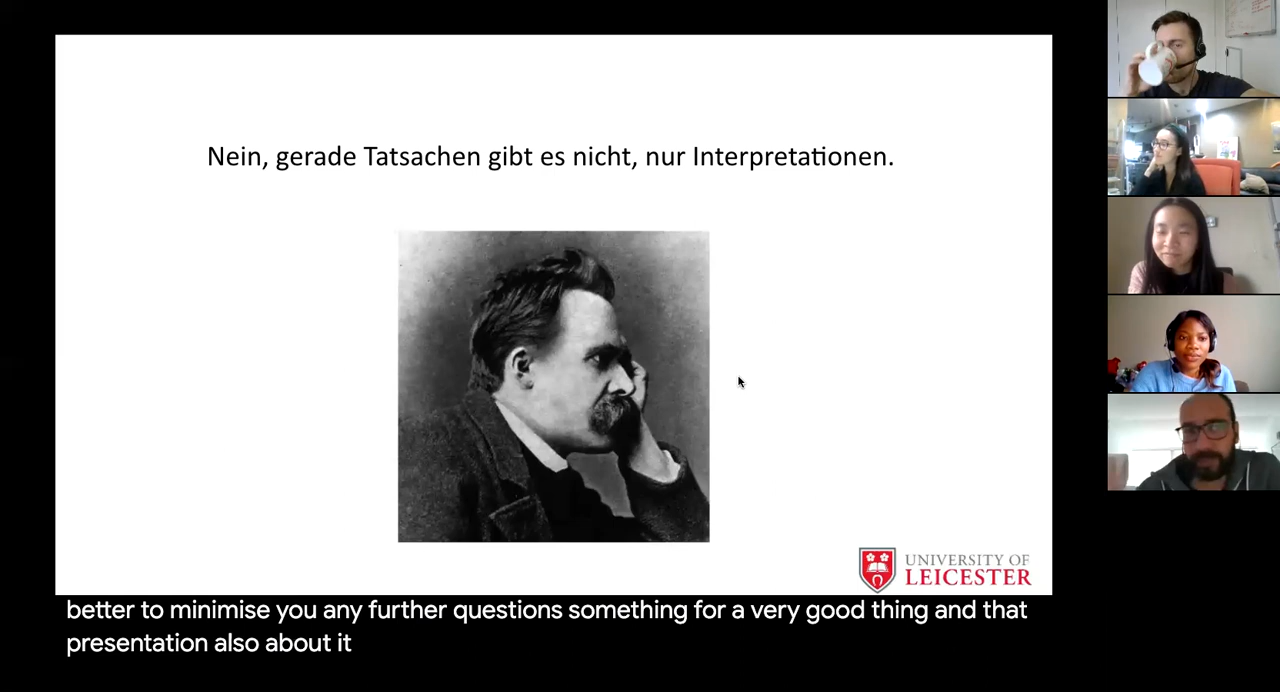 Nein, gerade Tatsachen gibt es nicht, nur Interpretationen.
UNIVERSITY OF
LEICESTER
better to minimise you any further questions something for a very good thing and that
presentation also about it